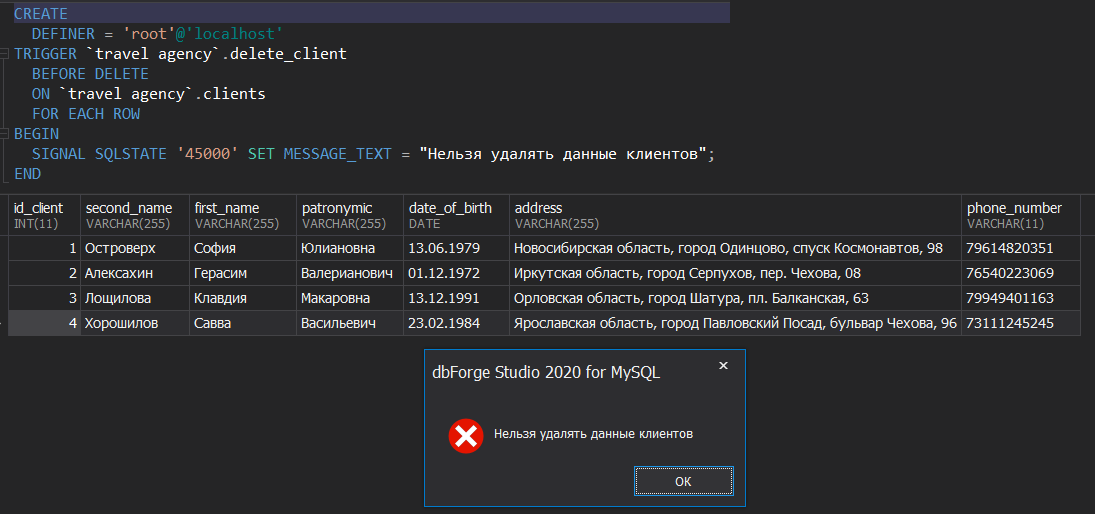 CREATE
DEFINER = 'root'@'localhost'
TRIGGER `travel agency`.delete_client
BEFORE DELETE
ON `travel agency`.clients
FOR EACH ROW
BEGIN
SIGNAL SQLSTATE '45000' SET MESSAGE_TEXT = "Нельзя удалять данные клиентов";
END
id_client second_name first_name patronymic date_of_birth address phone_number
INT(11) VARCHAR(255) VARCHAR(255) VARCHAR(255) DATE VARCHAR(255) VARCHAR(11)
1 Островерх София Юлиановна 13.06.1979 Новосибирская область, город Одинцово, спуск Космонавтов, 98 79614820351
2 Алексахин Герасим Валерианович 01.12.1972 Иркутская область, город Серпухов, пер. Чехова, 08 76540223069
3 Лощилова Клавдия Макаровна 13.12.1991 Орловская область, город Шатура, пл. Балканская, 63 79949401163
4 Хорошилов Савва Васильевич 23.02.1984 Ярославская область, город Павловский Посад, бульвар Чехова, 96 73111245245
dbForge Studio 2020 for MySQL
Нельзя удалять данные клиентов
OK